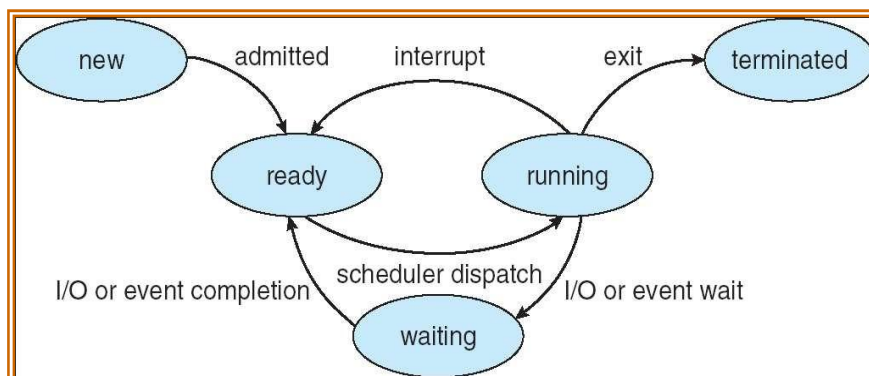 new
admitted
interrupt
exit
terminated
ready
running
I/O or event completion
scheduler dispatch
I/O or event wait
waiting